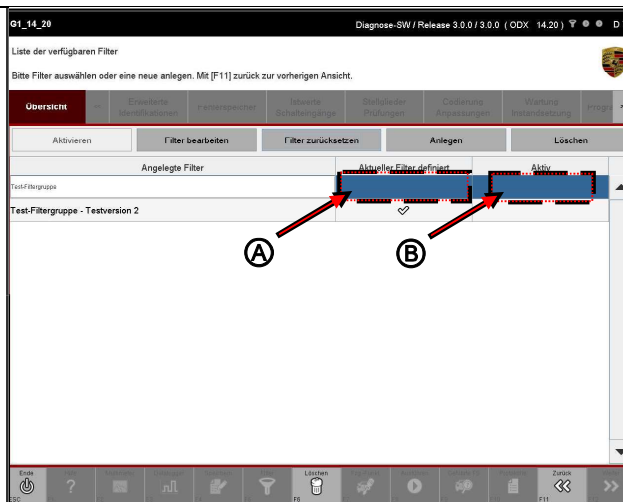 G1_14_20 Diagnose-SW / Release 3.0.0 / 3.0.0 ( ODX 14.20 ) D
Liste der verfügbaren Filter
Bitte Filter auswählen oder eine neue anlegen. Mit [F11] zurück zur vorherigen Ansicht.
Übersicht Erweiterte Identifikationen Fehlerspeicher Istwerte Schalteingänge Stellglieder Prüfungen Codierung Anpassungen Wartung Instandsetzung Progra
Aktivieren Filter bearbeiten Filter zurücksetzen Anlegen Löschen
Angelegte Filter Aktueller Filter definiert Aktiv
Test-Filtergruppe
Test-Filtergruppe - Testversion 2
A B
Ende Löschen Zurück
ESC F8 F11